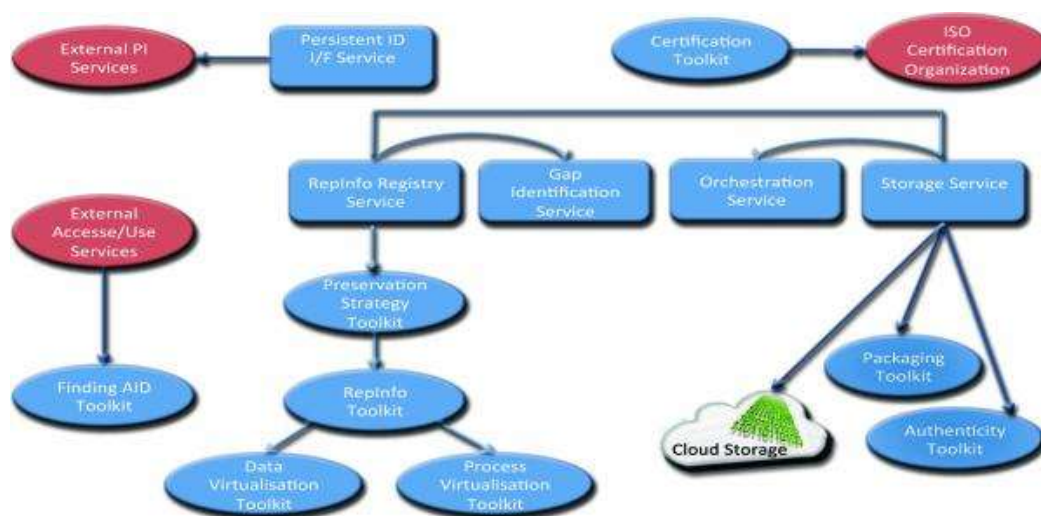 External PI
Services
Persistent ID
I/F Service
Certification
Toolkit
ISO
Certification
Organization
RepInfo Registry
Service
Gap
Identification
Service
Orchestration
Service
Storage Service
External
Accesse/Use
Services
Preservation
Strategy
Toolkit
Finding AID
Toolkit
RepInfo
Toolkit
Packaging
Toolkit
Cloud Storage
Authenticity
Toolkit
Data
Virtualisation
Toolkit
Process
Virtualisation
Toolkit